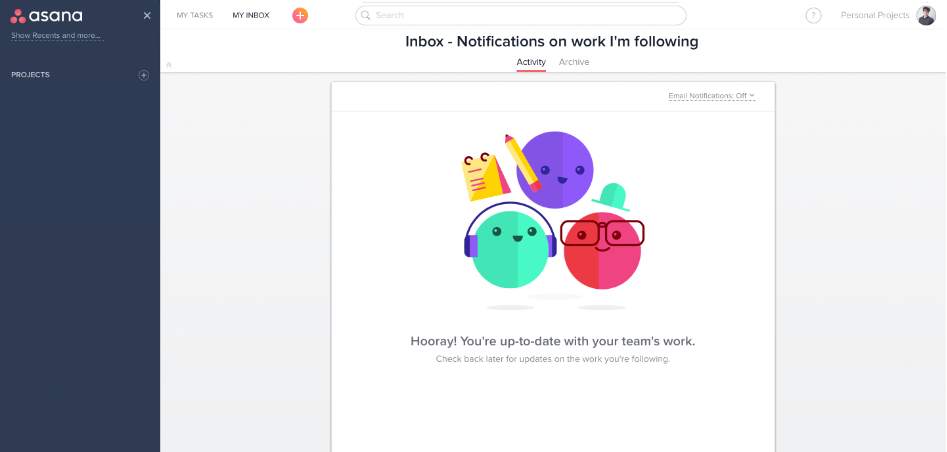 asana
Show Recents and more...
PROJECTS
MY TASKS
MY INBOX
Search
?
Personal Projects
Inbox - Notifications on work I'm following
Activity
Archive
Email Notifications: Off
Hooray! You're up-to-date with your team's work.
Check back later for updates on the work you're following.